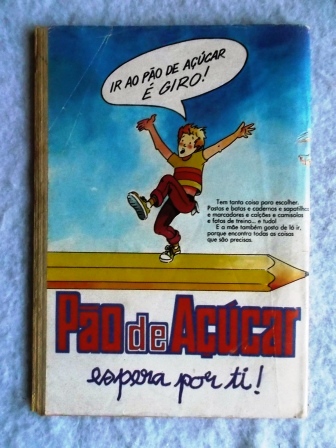 IR AO PÃO DE AÇÚCAR
É GIRO!
Tem tanta coisa para escolher.
Pastas e batas e cadernos e sapatilhas
e marcadores e calções e camisolas
e fatos de treino... e tudo!
E a mãe também gosta de lá ir,
porque encontra todas as coisas
que são precisas.
Pão de Açúcar
espera por ti!